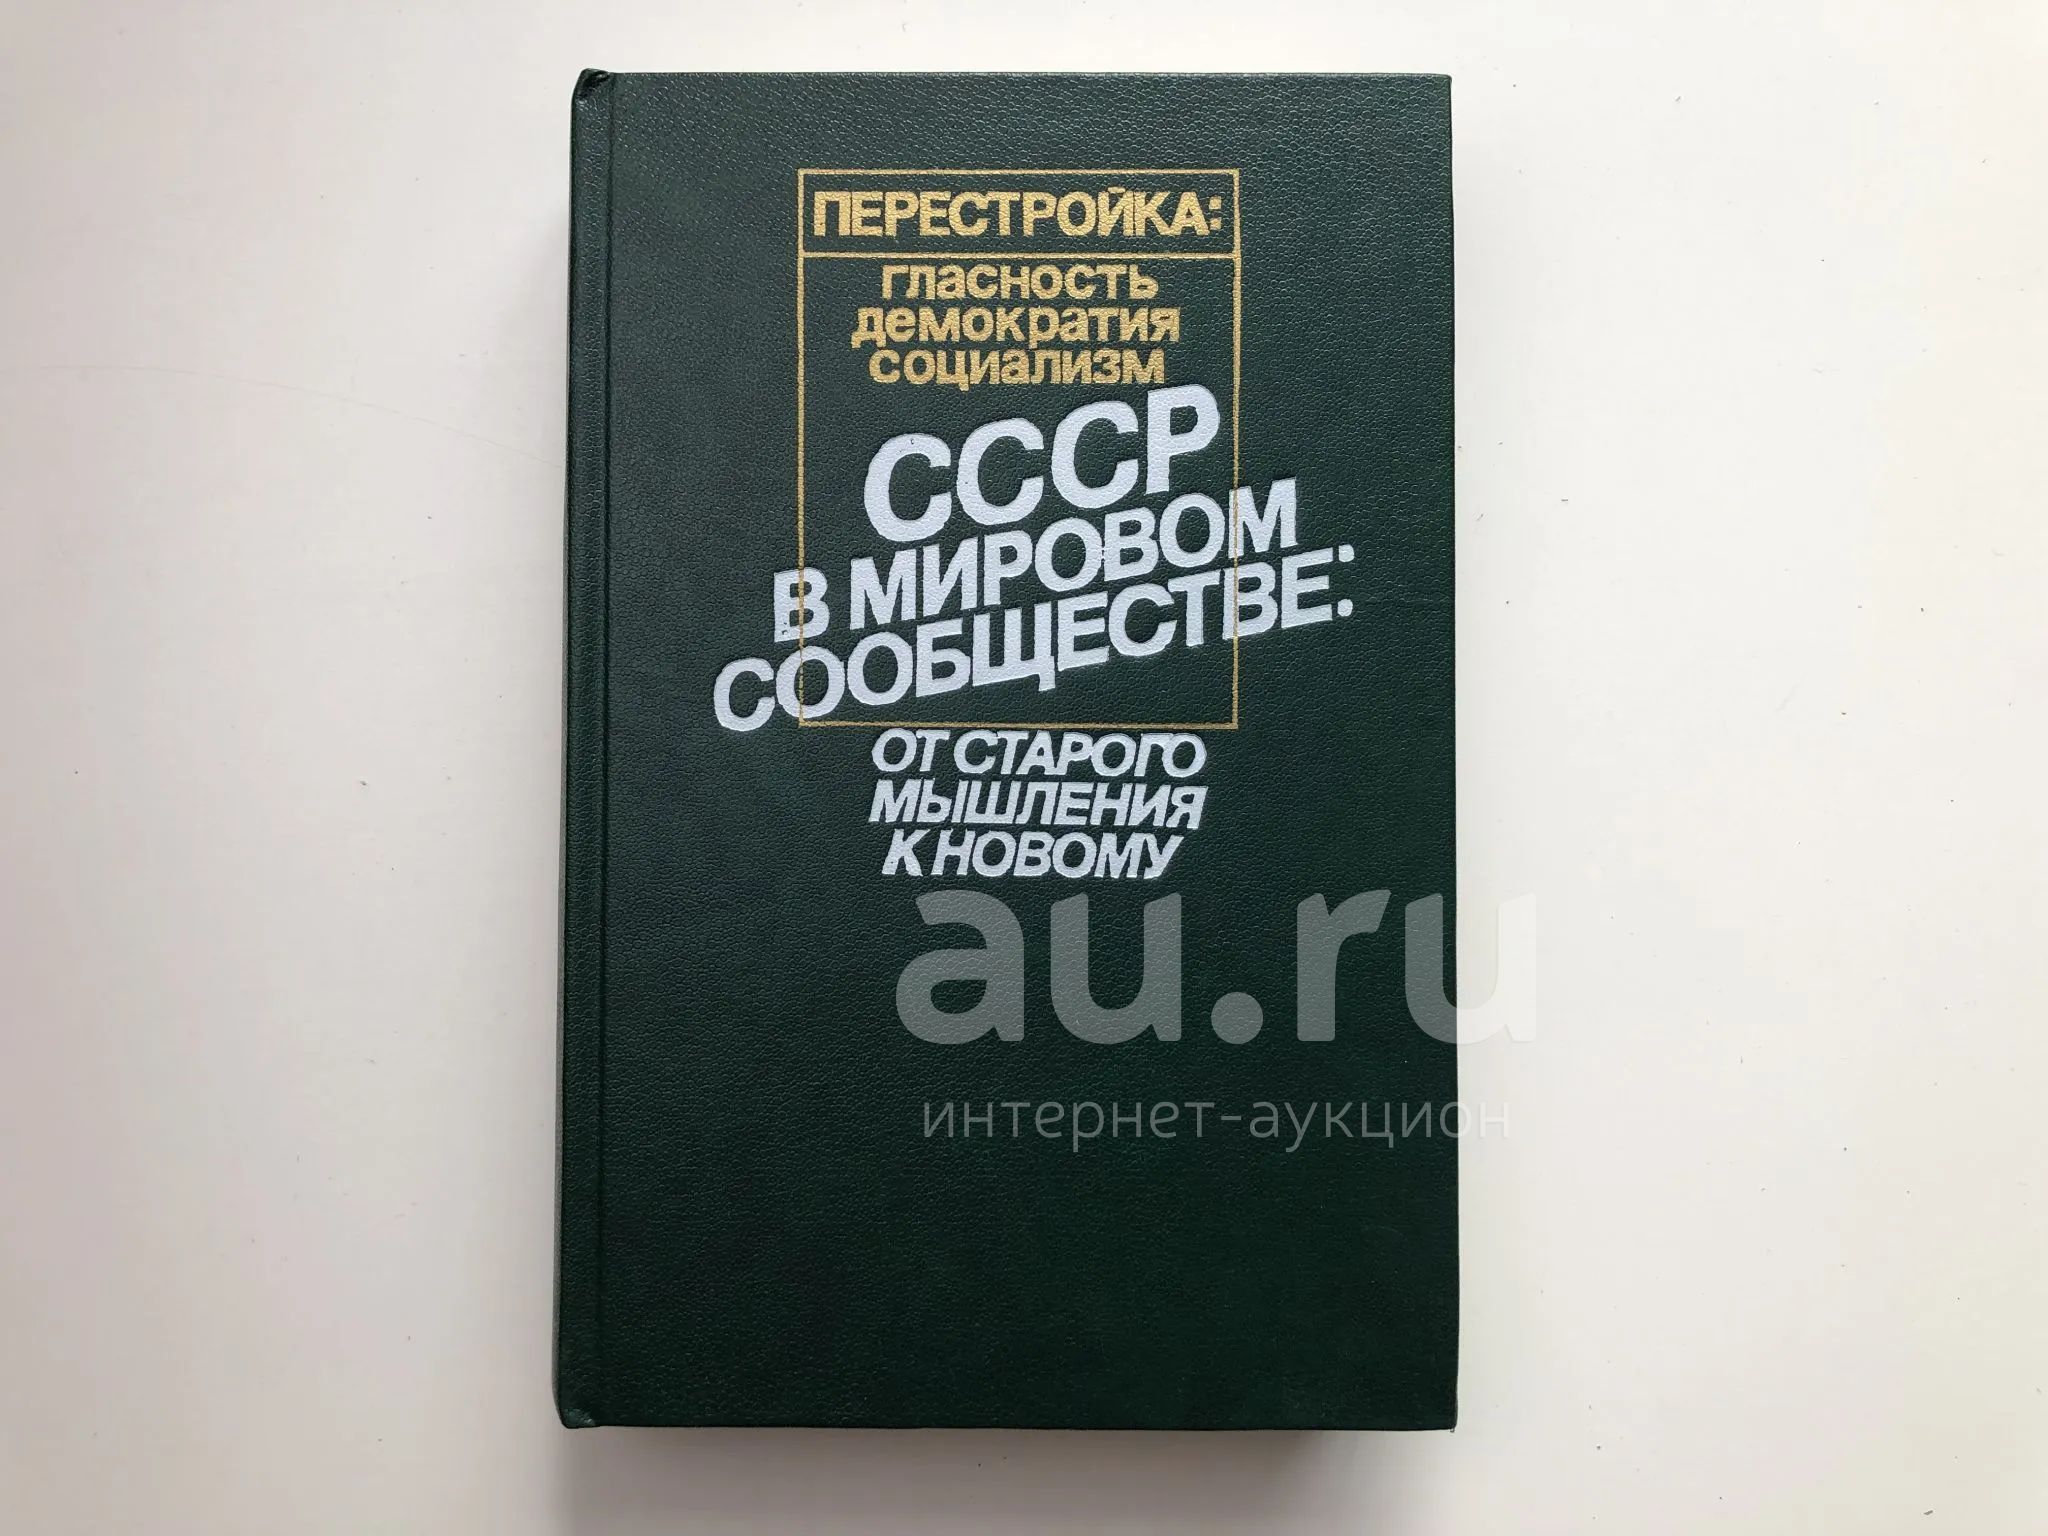 ПЕРЕСТРОЙКА:
гласность
демократия
социализм
СССР
В МИРОВОМ
СООБЩЕСТВЕ:
ОТ СТАРОГО
МЫШЛЕНИЯ
К НОВОМУ
au.ru
интернет-аукцион